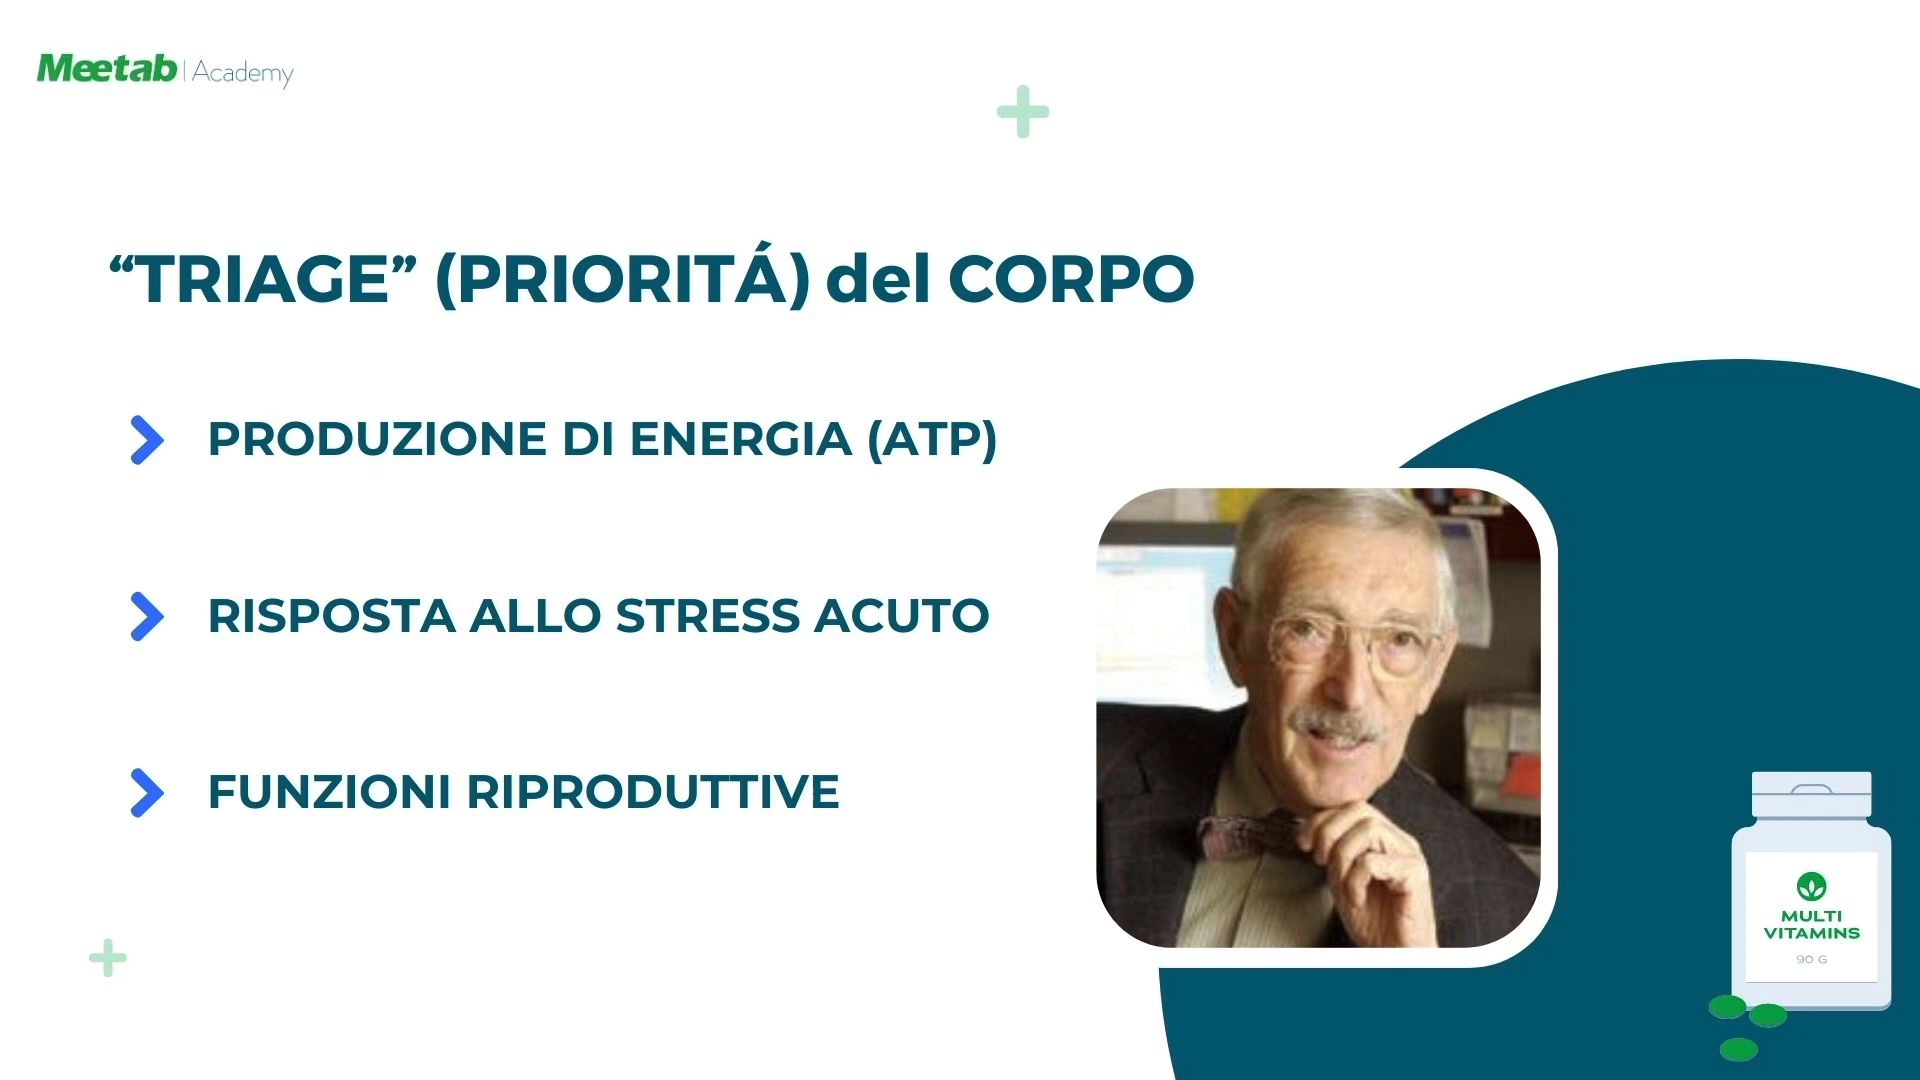 Meetab | Academy
“TRIAGE” (PRIORITÁ) del CORPO
PRODUZIONE DI ENERGIA (ATP)
RISPOSTA ALLO STRESS ACUTO
FUNZIONI RIPRODUTTIVE
MULTI
VITAMINS
90 G